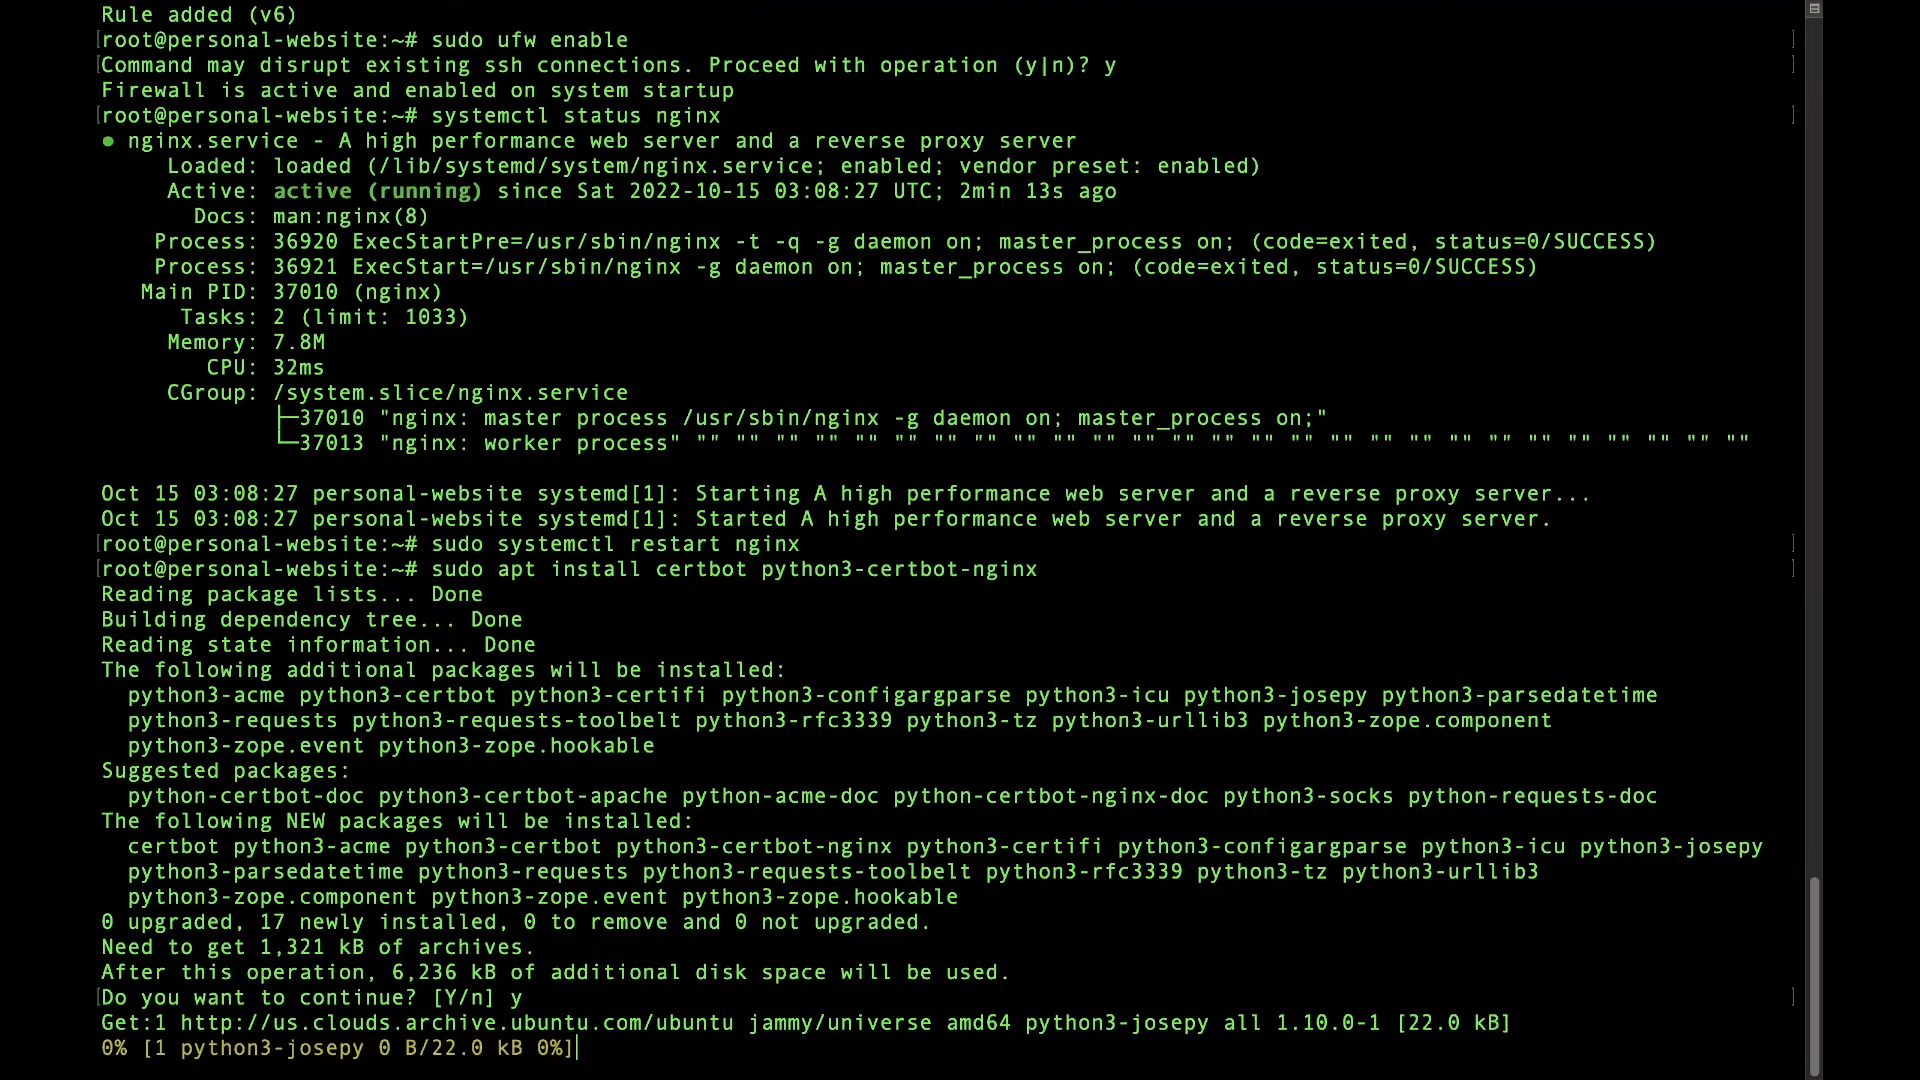 Rule added (v6)
[root@personal-website:~# sudo ufw enable ]
[Command may disrupt existing ssh connections. Proceed with operation (y|n)? y ]
Firewall is active and enabled on system startup
[root@personal-website:~# systemctl status nginx ]
● nginx.service - A high performance web server and a reverse proxy server
Loaded: loaded (/lib/systemd/system/nginx.service; enabled; vendor preset: enabled)
Active: active (running) since Sat 2022-10-15 03:08:27 UTC; 2min 13s ago
Docs: man:nginx(8)
Process: 36920 ExecStartPre=/usr/sbin/nginx -t -q -g daemon on; master_process on; (code=exited, status=0/SUCCESS)
Process: 36921 ExecStart=/usr/sbin/nginx -g daemon on; master_process on; (code=exited, status=0/SUCCESS)
Main PID: 37010 (nginx)
Tasks: 2 (limit: 1033)
Memory: 7.8M
CPU: 32ms
CGroup: /system.slice/nginx.service
├─37010 "nginx: master process /usr/sbin/nginx -g daemon on; master_process on;"
└─37013 "nginx: worker process" "" "" "" "" "" "" "" "" "" "" "" "" "" "" "" "" "" "" "" "" "" "" "" "" "" "" ""
Oct 15 03:08:27 personal-website systemd[1]: Starting A high performance web server and a reverse proxy server...
Oct 15 03:08:27 personal-website systemd[1]: Started A high performance web server and a reverse proxy server.
[root@personal-website:~# sudo systemctl restart nginx ]
[root@personal-website:~# sudo apt install certbot python3-certbot-nginx ]
Reading package lists... Done
Building dependency tree... Done
Reading state information... Done
The following additional packages will be installed:
python3-acme python3-certbot python3-certifi python3-configargparse python3-icu python3-josepy python3-parsedatetime
python3-requests python3-requests-toolbelt python3-rfc3339 python3-tz python3-urllib3 python3-zope.component
python3-zope.event python3-zope.hookable
Suggested packages:
python-certbot-doc python3-certbot-apache python-acme-doc python-certbot-nginx-doc python3-socks python-requests-doc
The following NEW packages will be installed:
certbot python3-acme python3-certbot python3-certbot-nginx python3-certifi python3-configargparse python3-icu python3-josepy
python3-parsedatetime python3-requests python3-requests-toolbelt python3-rfc3339 python3-tz python3-urllib3
python3-zope.component python3-zope.event python3-zope.hookable
0 upgraded, 17 newly installed, 0 to remove and 0 not upgraded.
Need to get 1,321 kB of archives.
After this operation, 6,236 kB of additional disk space will be used.
[Do you want to continue? [Y/n] y ]
Get:1 http://us.clouds.archive.ubuntu.com/ubuntu jammy/universe amd64 python3-josepy all 1.10.0-1 [22.0 kB]
0% [1 python3-josepy 0 B/22.0 kB 0%]